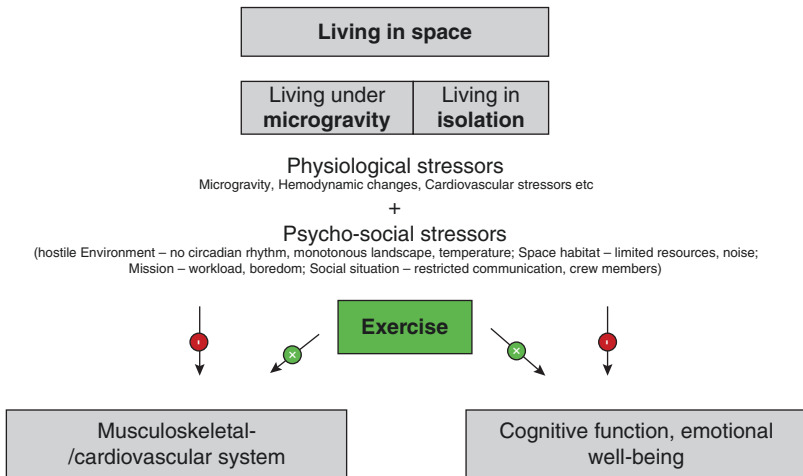 Living in space
Living under
microgravity
Living in
isolation
Physiological stressors
Microgravity, Hemodynamic changes, Cardiovascular stressors etc
+
Psycho-social stressors
(hostile Environment – no circadian rhythm, monotonous landscape, temperature; Space habitat – limited resources, noise;
Mission – workload, boredom; Social situation – restricted communication, crew members)
Exercise
Musculoskeletal-
/cardiovascular system
Cognitive function, emotional
well-being